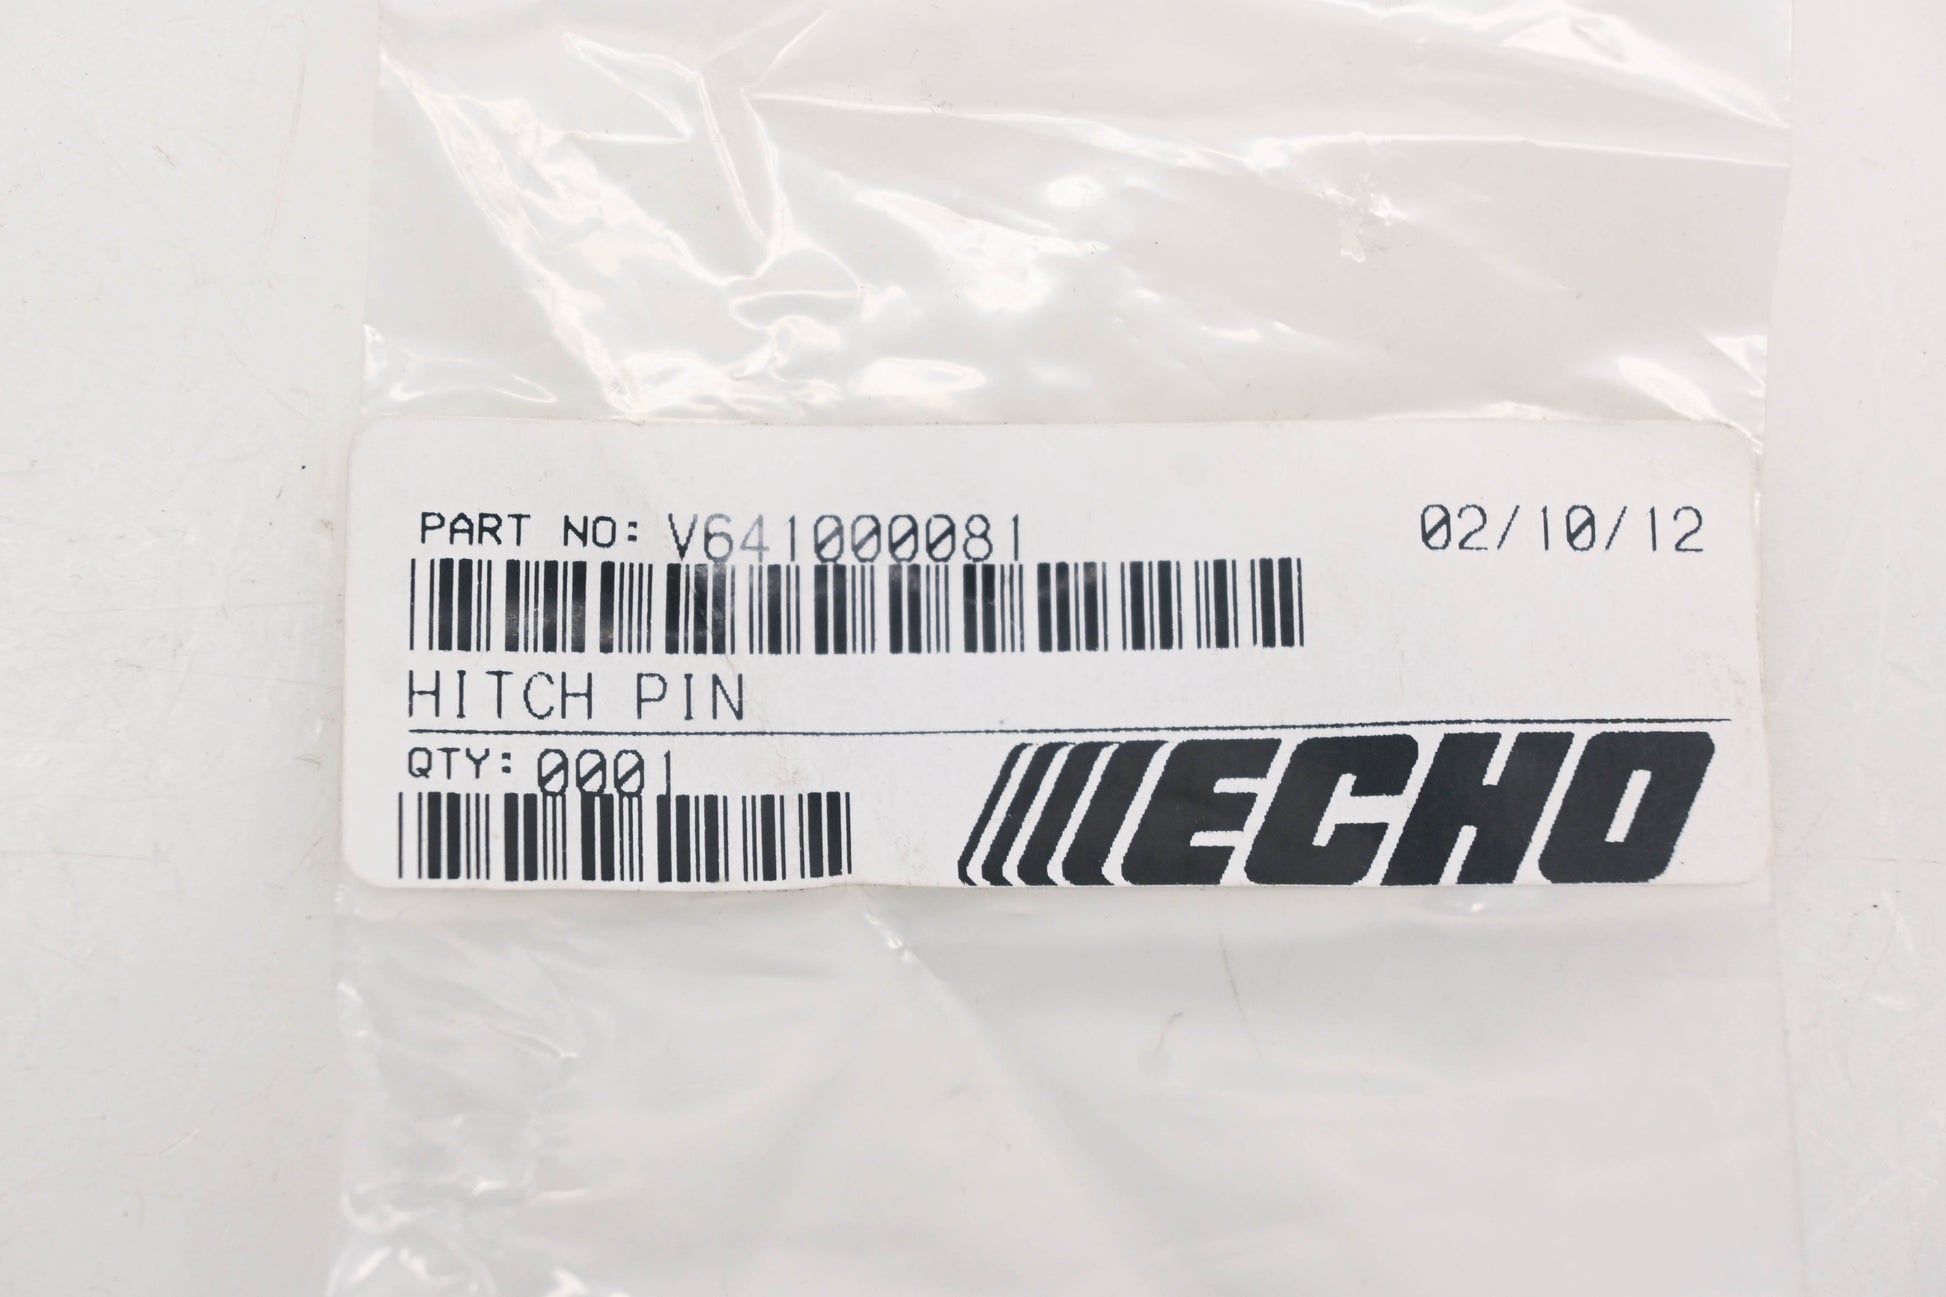 PART NO: V641000081 02/10/12
HITCH PIN
QTY: 0001
ECHO